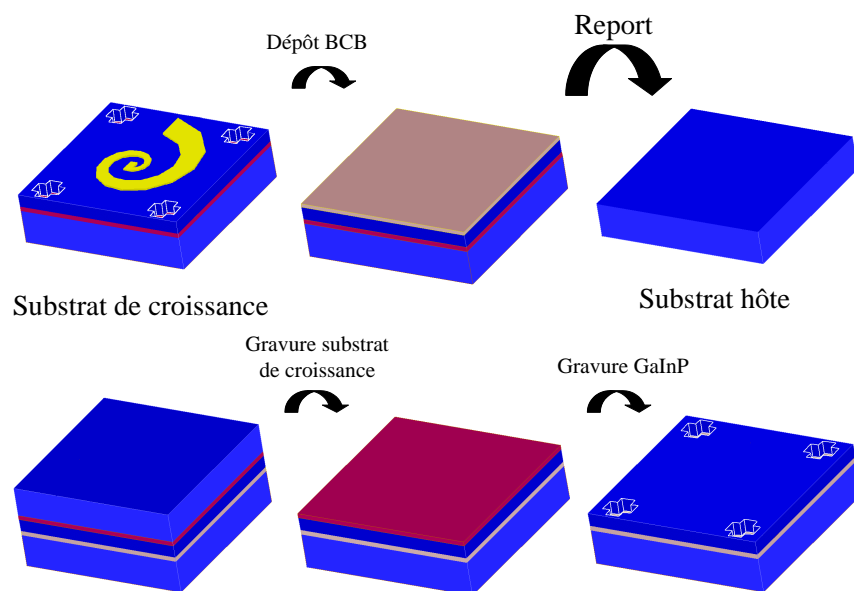 Dépôt BCB
Report
Substrat de croissance
Substrat hôte
Gravure substrat
de croissance
Gravure GaInP